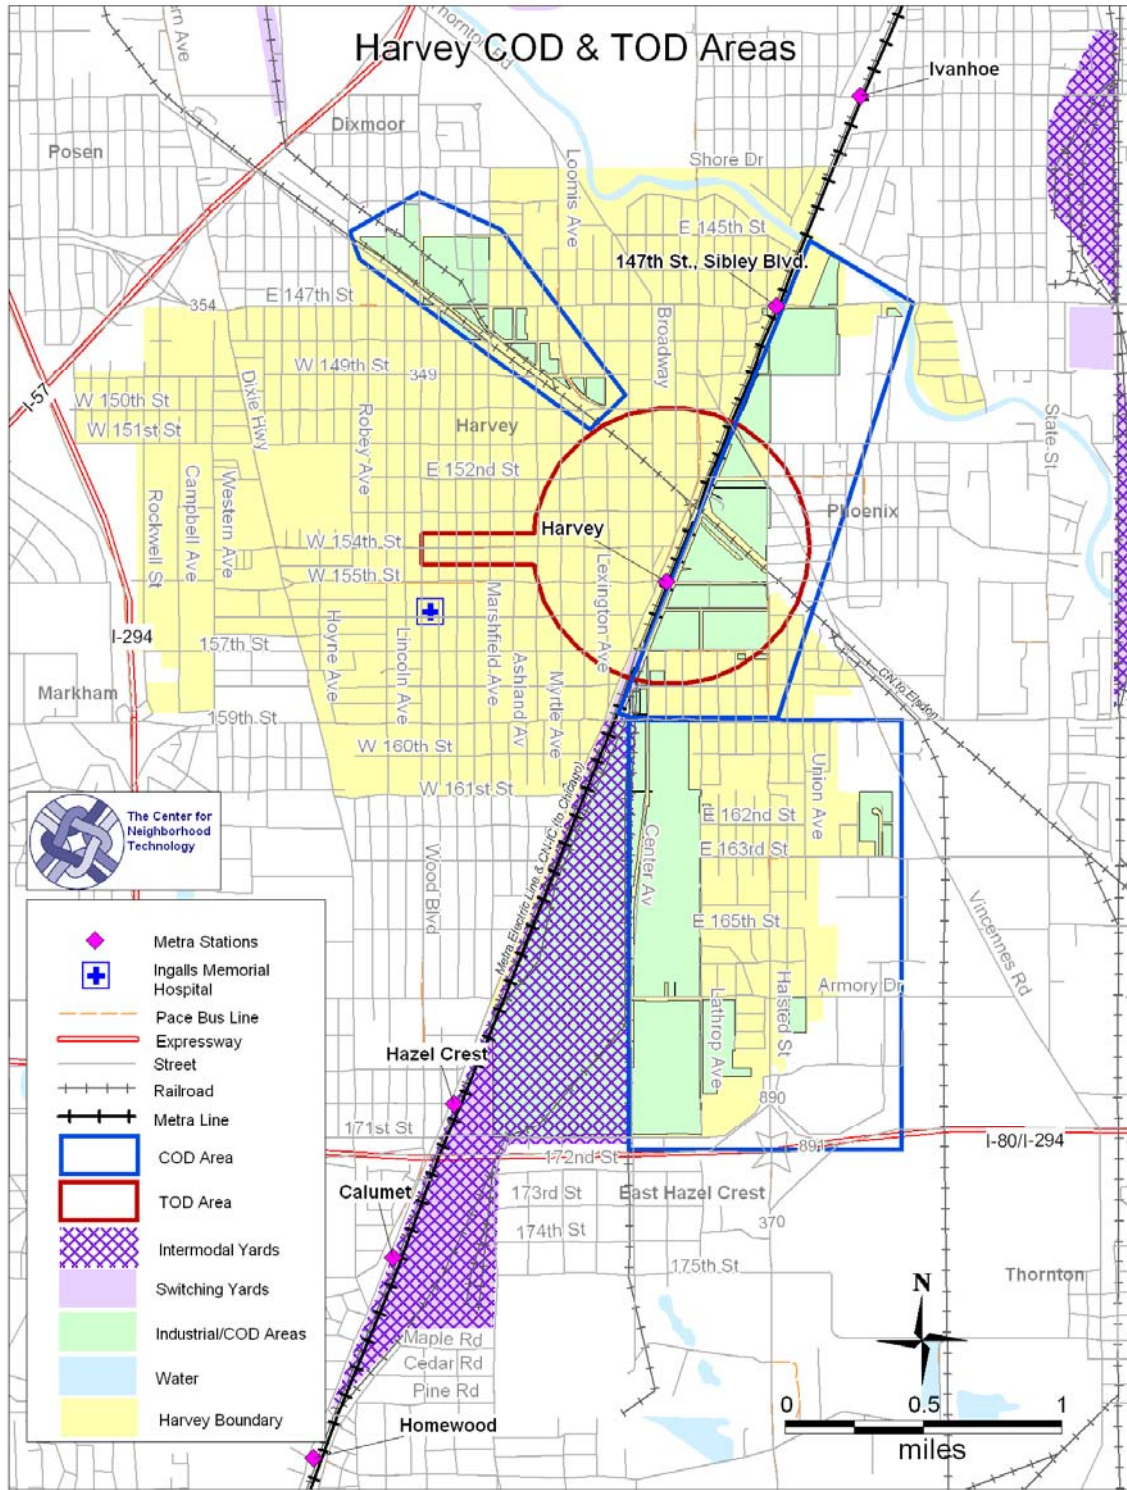 Harvey COD & TOD Areas
Thornton Rd
ern Ave
Ivanhoe
Dixmoor
Posen
Shore Dr
Loomis Ave
E 145th St
147th St., Sibley Blvd.
E 147th St
354
Broadway
W 149th St
349
I-57
W 150th St
W 151st St
Dixie Hwy
Robey Ave
Harvey
State St
E 152nd St
Campbell Ave
Western Ave
Rockwell St
Phoenix
Harvey
W 154th St
W 155th St
Lexington Ave
Marshfield Ave
Hoyne Ave
Lincoln Ave
I-294
157th St
Ashland Av
Myrtle Ave
Markham
CN to Elsdon
159th St
W 160th St
W 161st St
Union Ave
The Center for
Neighborhood
Technology
E 162nd St
Center Av
E 163rd St
Wood Blvd
Metra Electric Line & CN-IC (to Chicago)
E 165th St
Vincennes Rd
Armory Dr
Halsted St
Lathrop Ave
Metra Stations
Ingalls Memorial
Hospital
Pace Bus Line
Expressway
Street
Railroad
Metra Line
COD Area
TOD Area
Intermodal Yards
Switching Yards
Industrial/COD Areas
Water
Harvey Boundary
Hazel Crest
890
171st St
891
I-80/I-294
172nd St
Calumet
173rd St
East Hazel Crest
174th St
370
175th St
Thornton
N
Maple Rd
Cedar Rd
Pine Rd
0 0.5 1
miles
Homewood